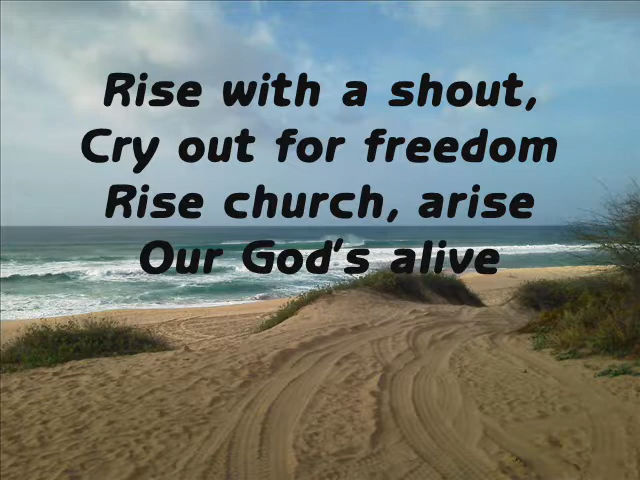 Rise with a shout,
Cry out for freedom
Rise church, arise
Our God's alive